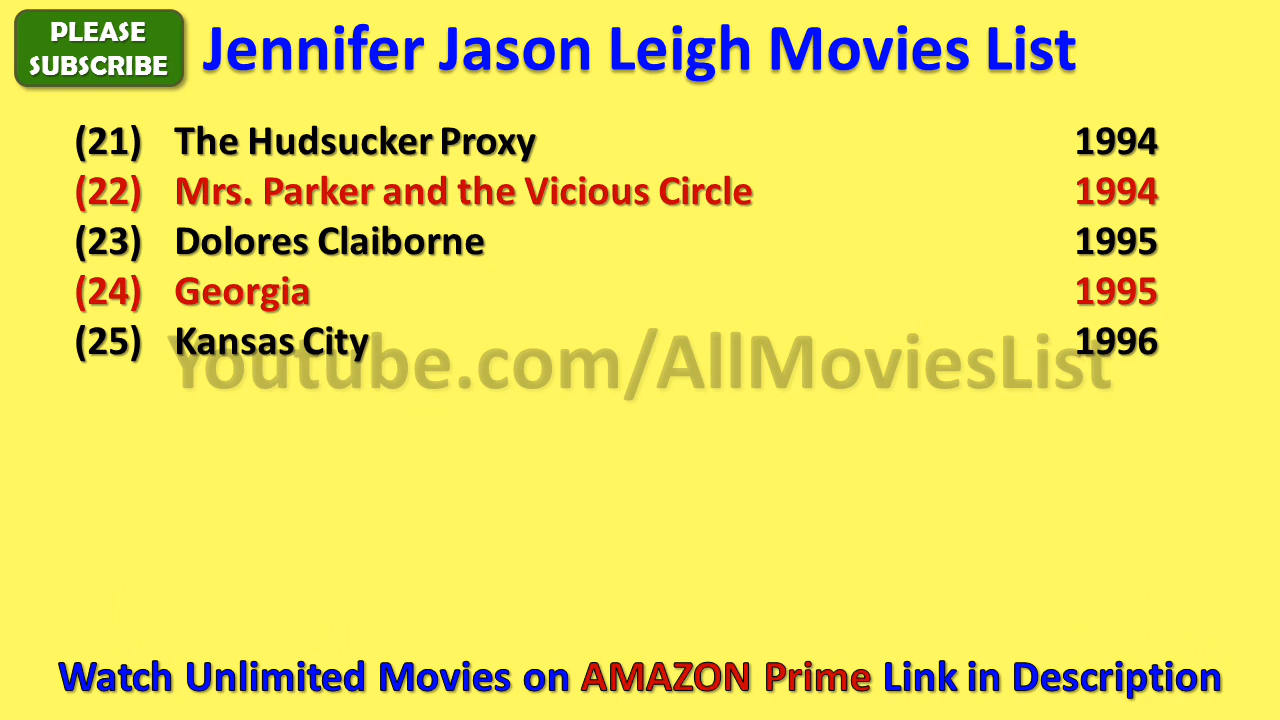 PLEASE
SUBSCRIBE
Jennifer Jason Leigh Movies List
(21) The Hudsucker Proxy 1994
(22) Mrs. Parker and the Vicious Circle 1994
(23) Dolores Claiborne 1995
(24) Georgia 1995
(25) Kansas City 1996
Youtube.com/AllMoviesList
Watch Unlimited Movies on AMAZON Prime Link in Description